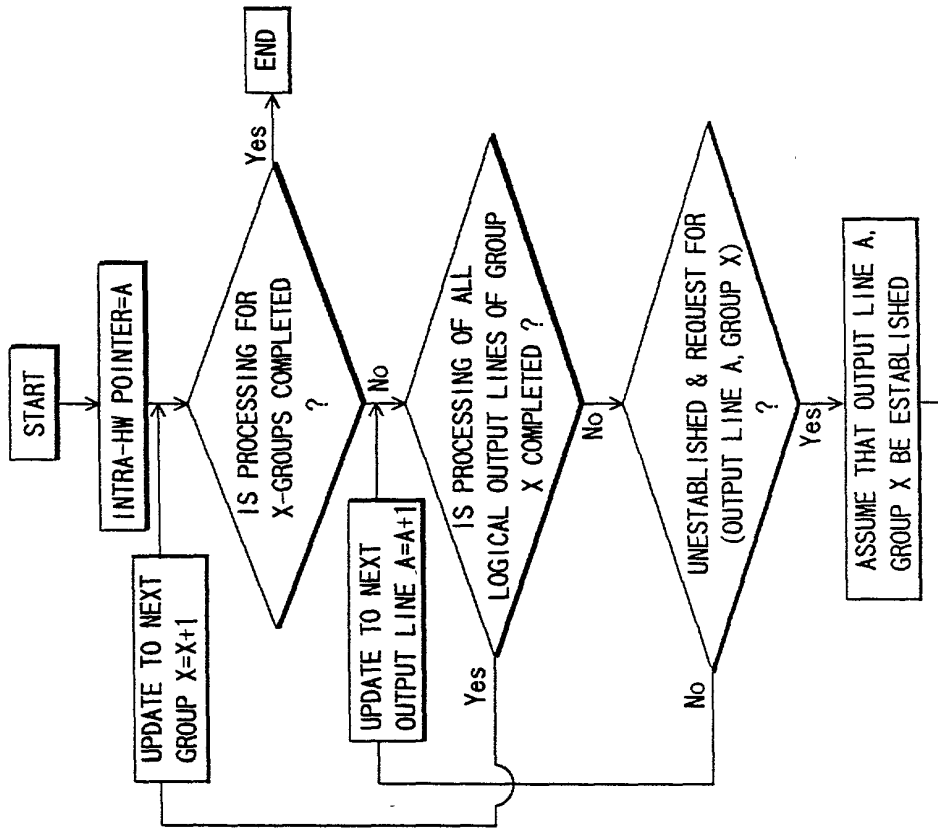 START
INTRA-HW POINTER=A
UPDATE TO NEXT
GROUP X=X+1
IS PROCESSING FOR
X-GROUPS COMPLETED
?
Yes
END
No
UPDATE TO NEXT
OUTPUT LINE A=A+1
IS PROCESSING OF ALL
LOGICAL OUTPUT LINES OF GROUP
X COMPLETED ?
Yes
No
UNESTABLISHED & REQUEST FOR
(OUTPUT LINE A, GROUP X)
?
No
Yes
ASSUME THAT OUTPUT LINE A,
GROUP X BE ESTABLISHED